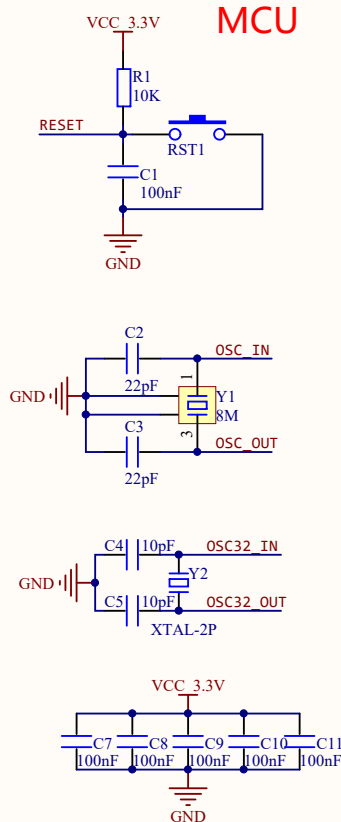 MCU
VCC_3.3V
R1
10K
RESET
RST1
C1
100nF
GND
C2
OSC_IN
22pF
1
GND
Y1
8M
C3
3
OSC_OUT
22pF
C4 10pF OSC32_IN
GND
Y2
C5 10pF OSC32_OUT
XTAL-2P
VCC_3.3V
C7 C8 C9 C10 C11
100nF 100nF 100nF 100nF 100nF
GND